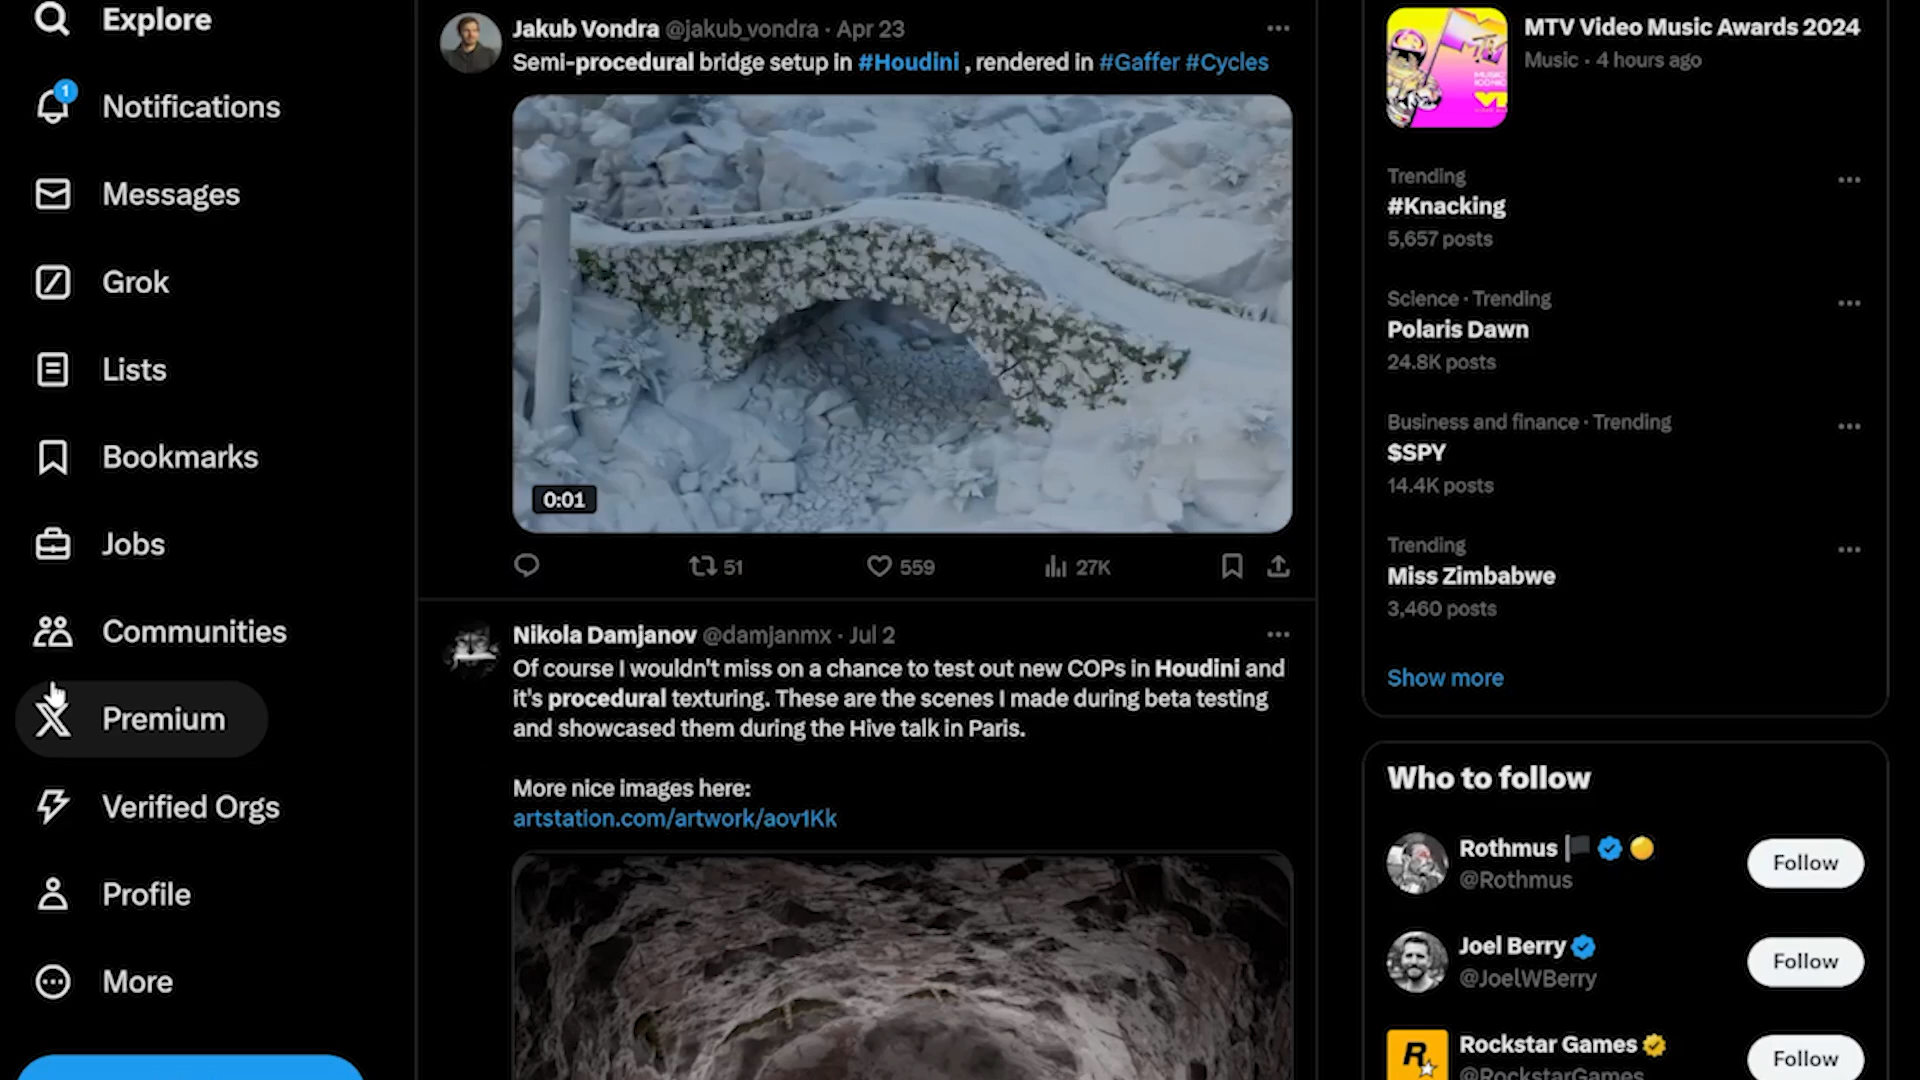 Explore
1
Notifications
Messages
Grok
Lists
Bookmarks
Jobs
Communities
Premium
Verified Orgs
Profile
More
Jakub Vondra @jakub_vondra · Apr 23
Semi-procedural bridge setup in #Houdini , rendered in #Gaffer #Cycles
0:01
51
559
27K
Nikola Damjanov @damjanmx · Jul 2
Of course I wouldn't miss on a chance to test out new COPs in Houdini and
it's procedural texturing. These are the scenes I made during beta testing
and showcased them during the Hive talk in Paris.
More nice images here:
artstation.com/artwork/aov1Kk
MTV Video Music Awards 2024
Music · 4 hours ago
Trending
#Knacking
5,657 posts
Science · Trending
Polaris Dawn
24.8K posts
Business and finance · Trending
$SPY
14.4K posts
Trending
Miss Zimbabwe
3,460 posts
Show more
Who to follow
Rothmus
@Rothmus
Follow
Joel Berry
@JoelWBerry
Follow
R
Rockstar Games
@RockstarGames
Follow